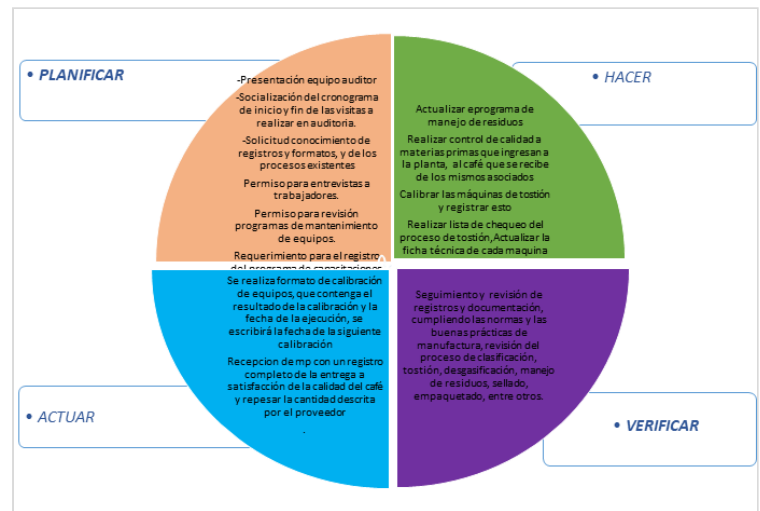 • PLANIFICAR
-Presentación equipo auditor
-Socialización del cronograma
de inicio y fin de las visitas a
realizar en auditoria.
-Solicitud conocimiento de
registros y formatos, y de los
procesos existentes
Permiso para entrevistas a
trabajadores.
Permiso para revisión
programas de mantenimiento
de equipos.
Requerimiento para el registro
del programa de capacitaciones
• HACER
Actualizar eprograma de
manejo de residuos
Realizar control de calidad a
materias primas que ingresan a
la planta, al café que se recibe
de los mismos asociados
Calibrar las máquinas de tostión
y registrar esto
Realizar lista de chequeo del
proceso de tostión,Actualizar la
ficha técnica de cada maquina
Se realiza formato de calibración
de equipos, que contenga el
resultado de la calibración y la
fecha de la ejecución, se
escribirá la fecha de la siguiente
calibración
Recepcion de mp con un registro
completo de la entrega a
satisfacción de la calidad del café
y repesar la cantidad descrita
por el proveedor
.
• ACTUAR
Seguimiento y revisión de
registros y documentación,
cumpliendo las normas y las
buenas prácticas de
manufactura, revisión del
proceso de clasificación,
tostión, desgasificación, manejo
de residuos, sellado,
empaquetado, entre otros.
• VERIFICAR